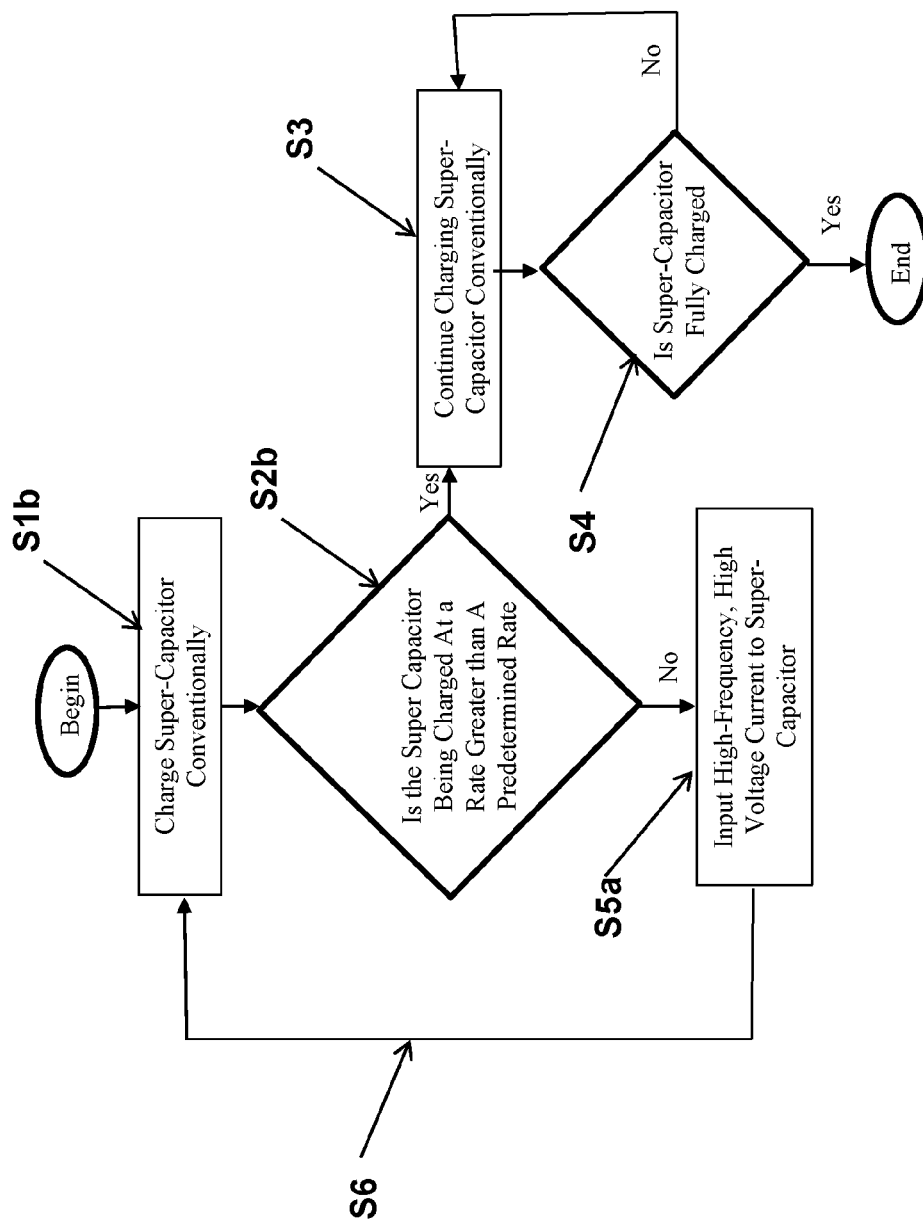 Begin
S1b
Charge Super-Capacitor
Conventionally
S2b
Is the Super Capacitor
Being Charged At a
Rate Greater than A
Predetermined Rate
Yes
No
S3
Continue Charging Super-
Capacitor Conventionally
S4
Is Super-Capacitor
Fully Charged
No
Yes
End
S5a
Input High-Frequency, High
Voltage Current to Super-
Capacitor
S6